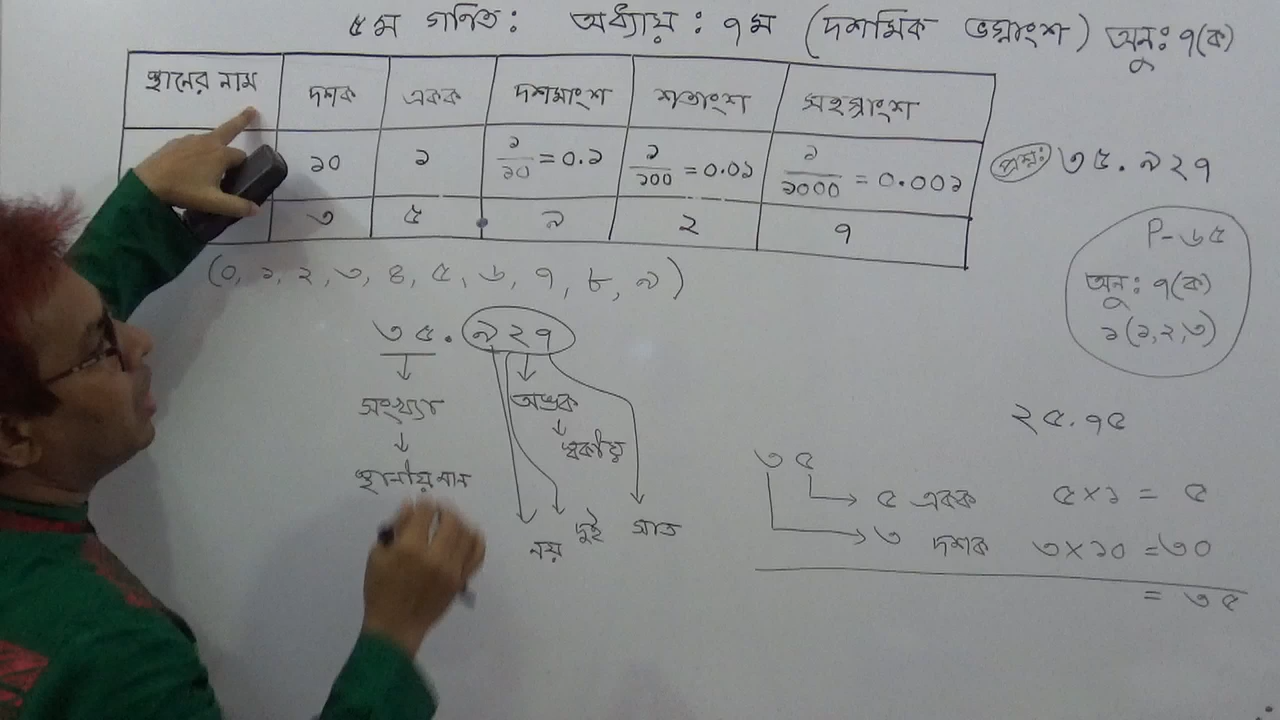 ৫ম গণিত: অধ্যায়: ৭ম (দশমিক ভগ্নাংশ) অনু: ৭(ক)
স্থানের নাম দশক একক দশমাংশ শতাংশ সহস্রাংশ
১০ ১ ১/১০ = ০.১ ১/১০০ = ০.০১ ১/১০০০ = ০.০০১
প্রশ্ন: ৩৫.৯২৭
৩ ৫ . ৯ ২ ৭
(০, ১, ২, ৩, ৪, ৫, ৬, ৭, ৮, ৯)
P-৬৫
অনু: ৭(ক)
১(১,২,৩)
৩৫.৯২৭
সংখ্যা অঙ্ক
স্থানীয় মান স্বকীয়
নয় দুই সাত
২৫.৭৫
৩৫
৫ একক ৫×১ = ৫
৩ দশক ৩×১০ = ৩০
= ৩৫